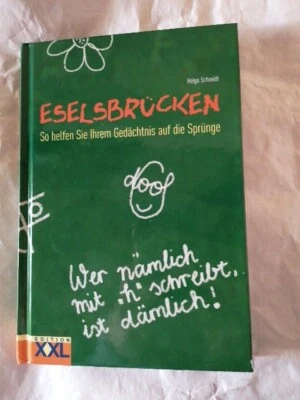 Helga Schmidt
ESELSBRÜCKEN
So helfen Sie Ihrem Gedächtnis auf die Sprünge
Wer nämlich
mit "h" schreibt,
ist dämlich!
EDITION
XXL